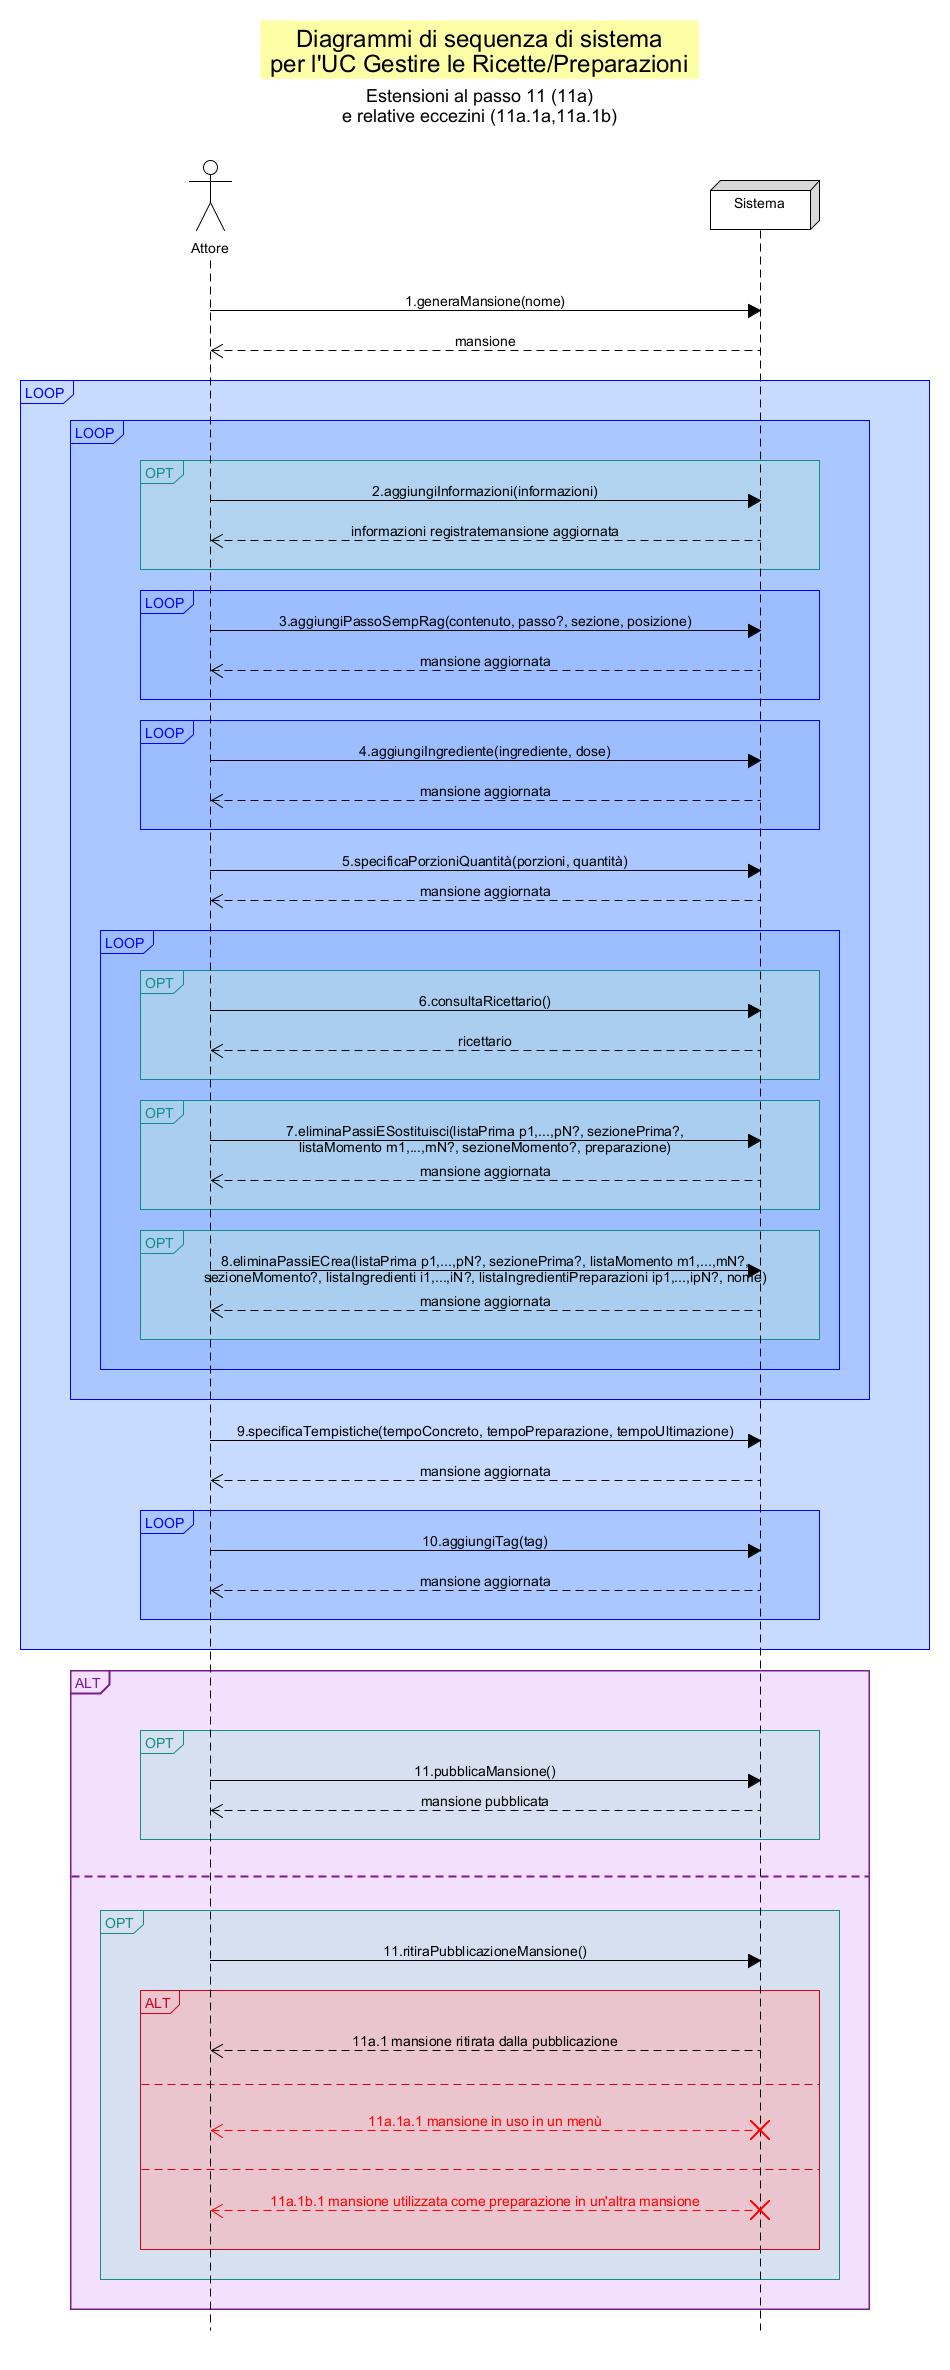 Diagrammi di sequenza di sistema
per l'UC Gestire le Ricette/Preparazioni
Estensioni al passo 11 (11a)
e relative eccezini (11a.1a,11a.1b)
Attore
Sistema
1.generaMansione(nome)
mansione
LOOP
LOOP
OPT
2.aggiungiInformazioni(informazioni)
informazioni registratemansione aggiornata
LOOP
3.aggiungiPassoSempRag(contenuto, passo?, sezione, posizione)
mansione aggiornata
LOOP
4.aggiungiIngrediente(ingrediente, dose)
mansione aggiornata
5.specificaPorzioniQuantità(porzioni, quantità)
mansione aggiornata
LOOP
OPT
6.consultaRicettario()
ricettario
OPT
7.eliminaPassiESostituisci(listaPrima p1,...,pN?, sezionePrima?,
listaMomento m1,...,mN?, sezioneMomento?, preparazione)
mansione aggiornata
OPT
8.eliminaPassiECrea(listaPrima p1,...,pN?, sezionePrima?, listaMomento m1,...,mN?,
sezioneMomento?, listaIngredienti i1,...,iN?, listaIngredientiPreparazioni ip1,...,ipN?, nome)
mansione aggiornata
9.specificaTempistiche(tempoConcreto, tempoPreparazione, tempoUltimazione)
mansione aggiornata
LOOP
10.aggiungiTag(tag)
mansione aggiornata
ALT
OPT
11.pubblicaMansione()
mansione pubblicata
OPT
11.ritiraPubblicazioneMansione()
ALT
11a.1 mansione ritirata dalla pubblicazione
11a.1a.1 mansione in uso in un menù
11a.1b.1 mansione utilizzata come preparazione in un'altra mansione